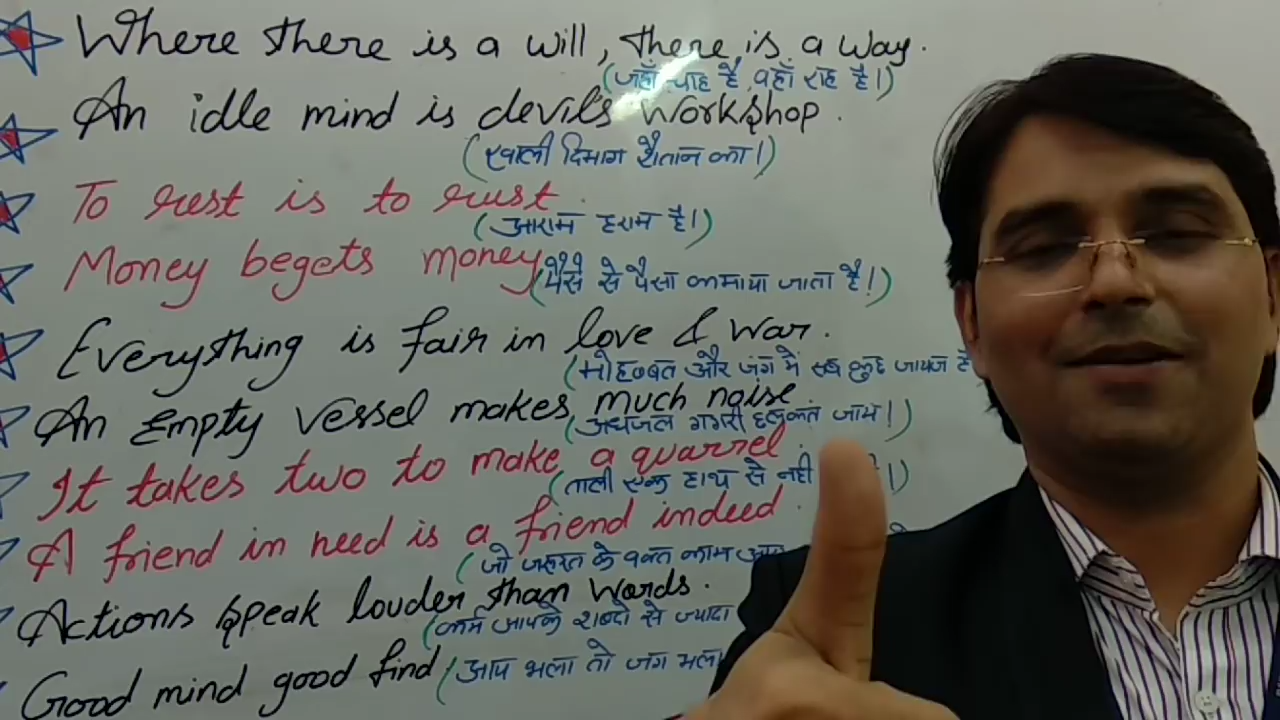 Where there is a will, there is a way.
(जहाँ चाह है, वहाँ राह है।)
An idle mind is devil's workshop.
(खाली दिमाग शैतान का।)
To rest is to rust.
(आराम हराम है।)
Money begets money
(पैसे से पैसा कमाया जाता है।)
Everything is fair in love & war.
(मोहब्बत और जंग में सब कुछ जायज है
An empty vessel makes much noise
(अधजल गगरी छलकत जाय।)
It takes two to make a quarrel.
(ताली एक हाथ से नही
A friend in need is a friend indeed.
(जो जरूरत के वक्त काम
Actions speak louder than words.
(कर्म आपके शब्दो से ज्यादा
Good mind good find
(आप भला तो जग भला